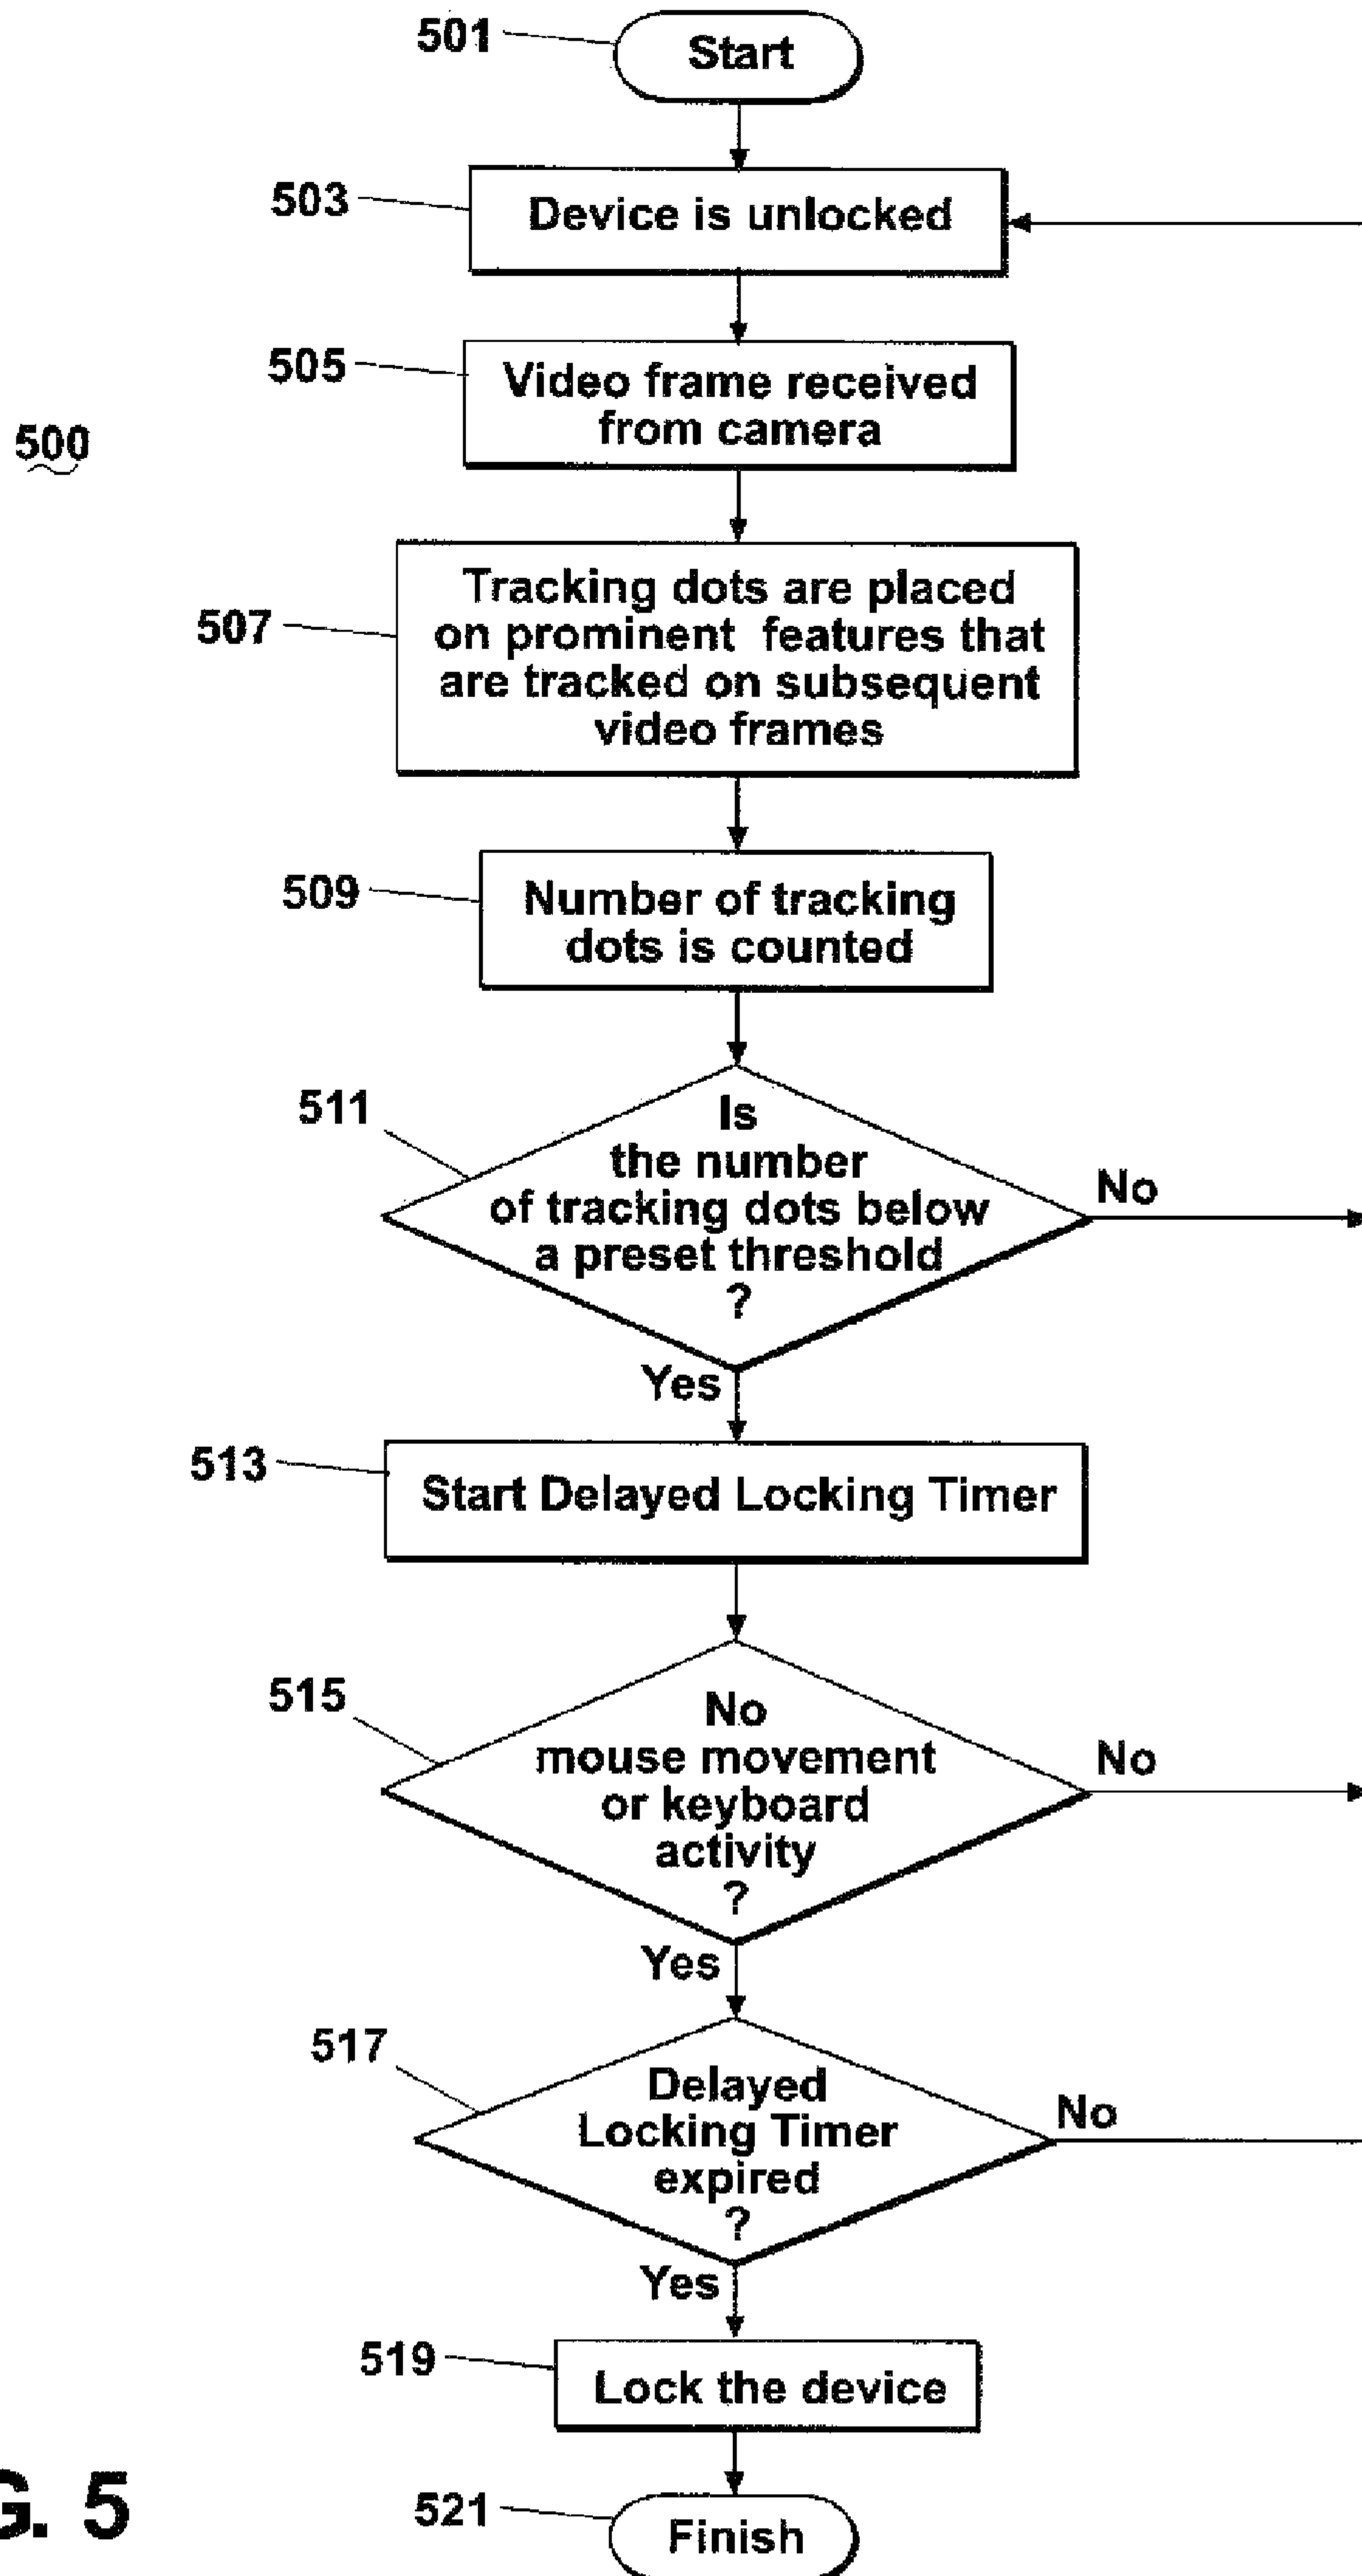 501
Start
503
Device is unlocked
505
Video frame received
from camera
500
507
Tracking dots are placed
on prominent features that
are tracked on subsequent
video frames
509
Number of tracking
dots is counted
511
Is
the number
of tracking dots below
a preset threshold
?
No
Yes
513
Start Delayed Locking Timer
515
No
mouse movement
or keyboard
activity
?
No
Yes
517
Delayed
Locking Timer
expired
?
No
Yes
519
Lock the device
G. 5
521
Finish